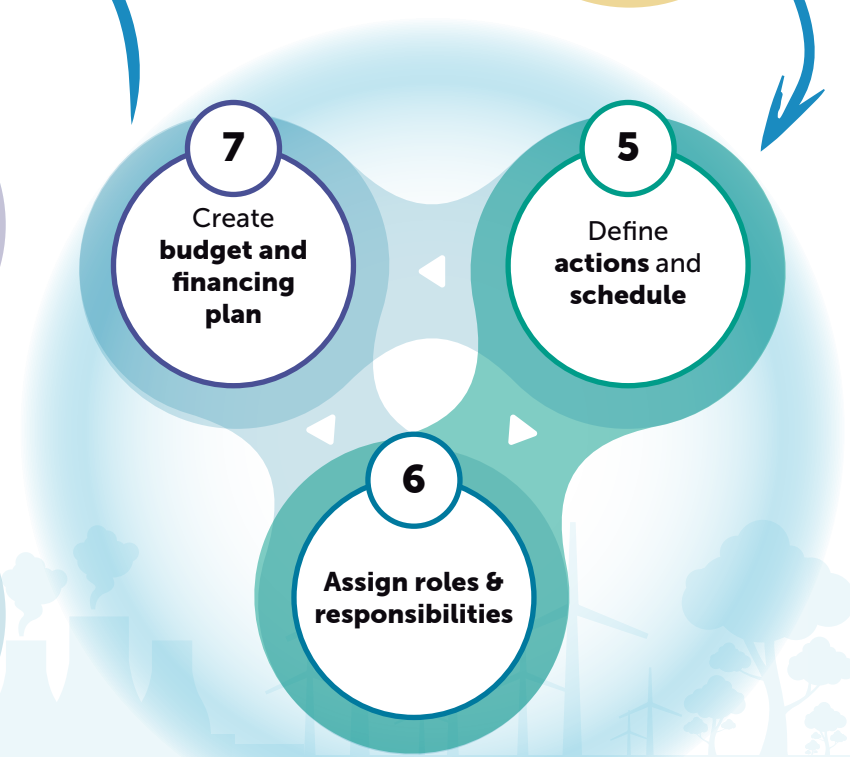 7
Create
budget and
financing
plan
5
Define
actions and
schedule
6
Assign roles &
responsibilities